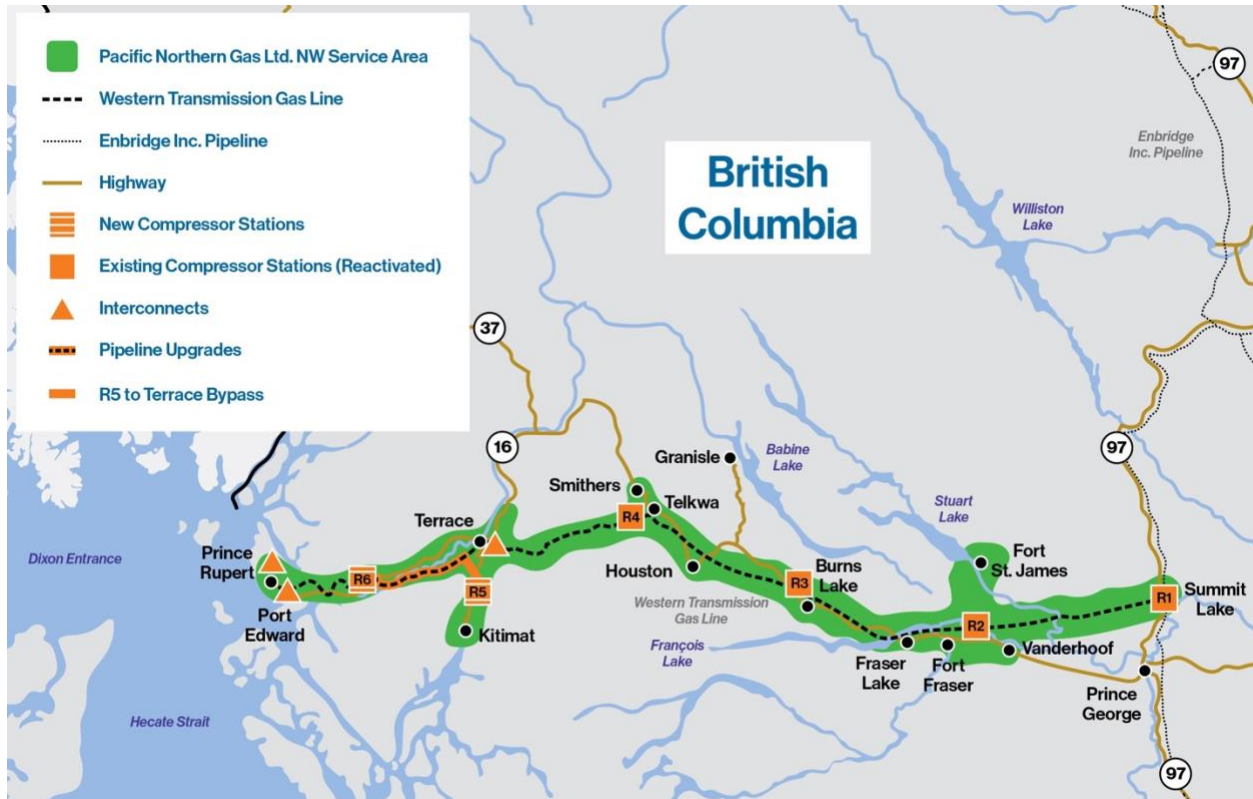 Pacific Northern Gas Ltd. NW Service Area
Western Transmission Gas Line
Enbridge Inc. Pipeline
Highway
New Compressor Stations
Existing Compressor Stations (Reactivated)
Interconnects
Pipeline Upgrades
R5 to Terrace Bypass
British
Columbia
97
Enbridge
Inc. Pipeline
Williston
Lake
37
16
97
Granisle
Babine
Lake
Smithers
Telkwa
Stuart
Lake
R4
Terrace
Dixon Entrance
Prince
Rupert
R6
R5
Port
Edward
Kitimat
Houston
R3
Burns
Lake
Western Transmission
Gas Line
Fort
St. James
R1
Summit
Lake
R2
François
Lake
Fraser
Lake
Fort
Fraser
Vanderhoof
Prince
George
Hecate Strait
97